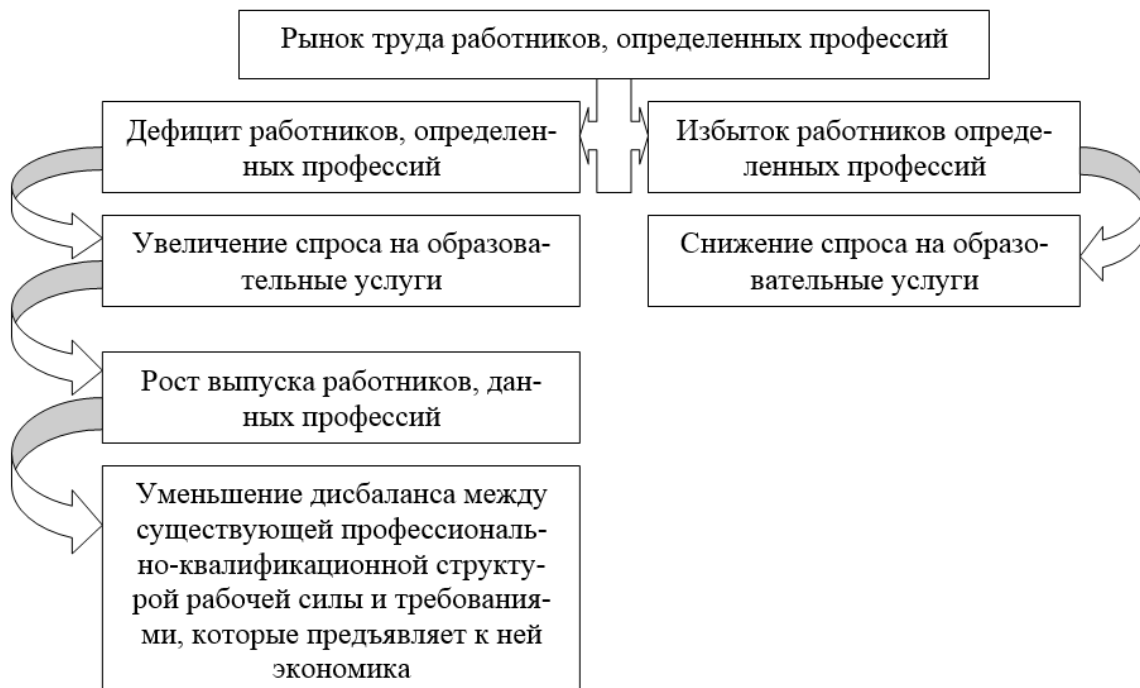 Рынок труда работников, определенных профессий
Дефицит работников, определен-
ных профессий
Избыток работников опреде-
ленных профессий
Увеличение спроса на образова-
тельные услуги
Снижение спроса на образо-
вательные услуги
Рост выпуска работников, дан-
ных профессий
Уменьшение дисбаланса между
существующей профессиональ-
но-квалификационной структу-
рой рабочей силы и требования-
ми, которые предъявляет к ней
экономика